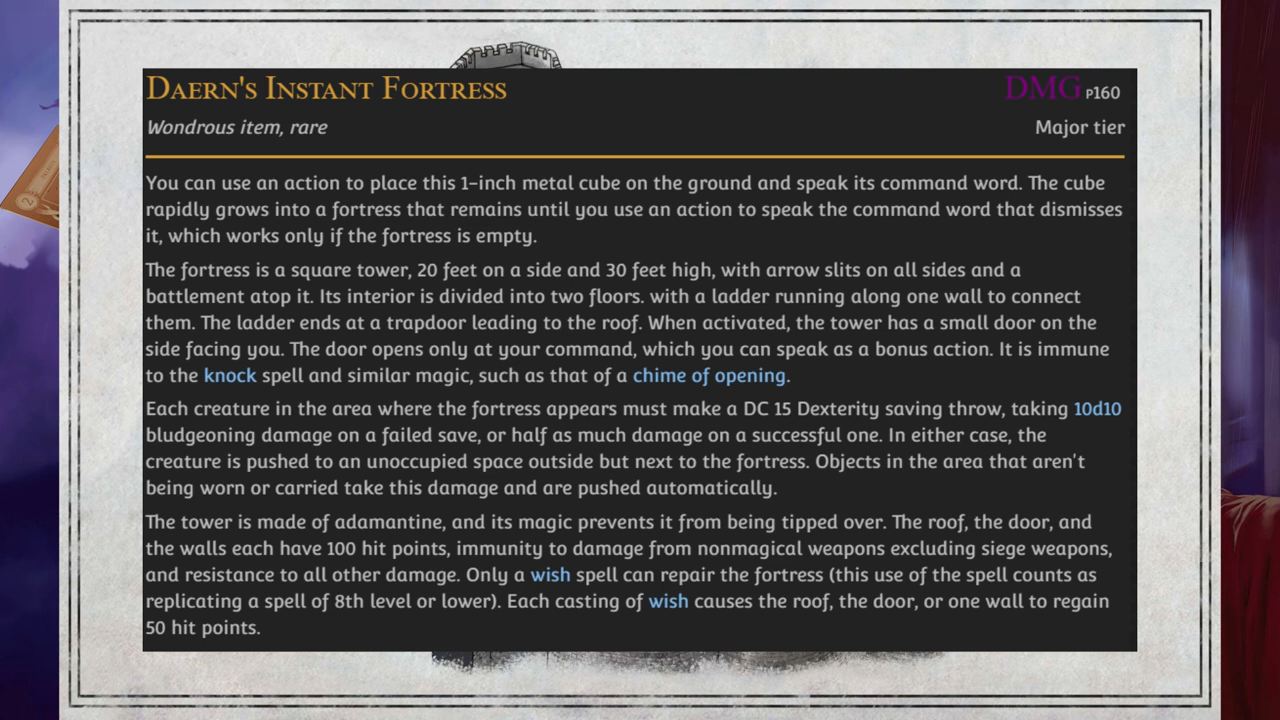 Daern's Instant Fortress
DMG P160
Wondrous item, rare
Major tier
You can use an action to place this 1-inch metal cube on the ground and speak its command word. The cube
rapidly grows into a fortress that remains until you use an action to speak the command word that dismisses
it, which works only if the fortress is empty.
The fortress is a square tower, 20 feet on a side and 30 feet high, with arrow slits on all sides and a
battlement atop it. Its interior is divided into two floors. with a ladder running along one wall to connect
them. The ladder ends at a trapdoor leading to the roof. When activated, the tower has a small door on the
side facing you. The door opens only at your command, which you can speak as a bonus action. It is immune
to the knock spell and similar magic, such as that of a chime of opening.
Each creature in the area where the fortress appears must make a DC 15 Dexterity saving throw, taking 10d10
bludgeoning damage on a failed save, or half as much damage on a successful one. In either case, the
creature is pushed to an unoccupied space outside but next to the fortress. Objects in the area that aren't
being worn or carried take this damage and are pushed automatically.
The tower is made of adamantine, and its magic prevents it from being tipped over. The roof, the door, and
the walls each have 100 hit points, immunity to damage from nonmagical weapons excluding siege weapons,
and resistance to all other damage. Only a wish spell can repair the fortress (this use of the spell counts as
replicating a spell of 8th level or lower). Each casting of wish causes the roof, the door, or one wall to regain
50 hit points.